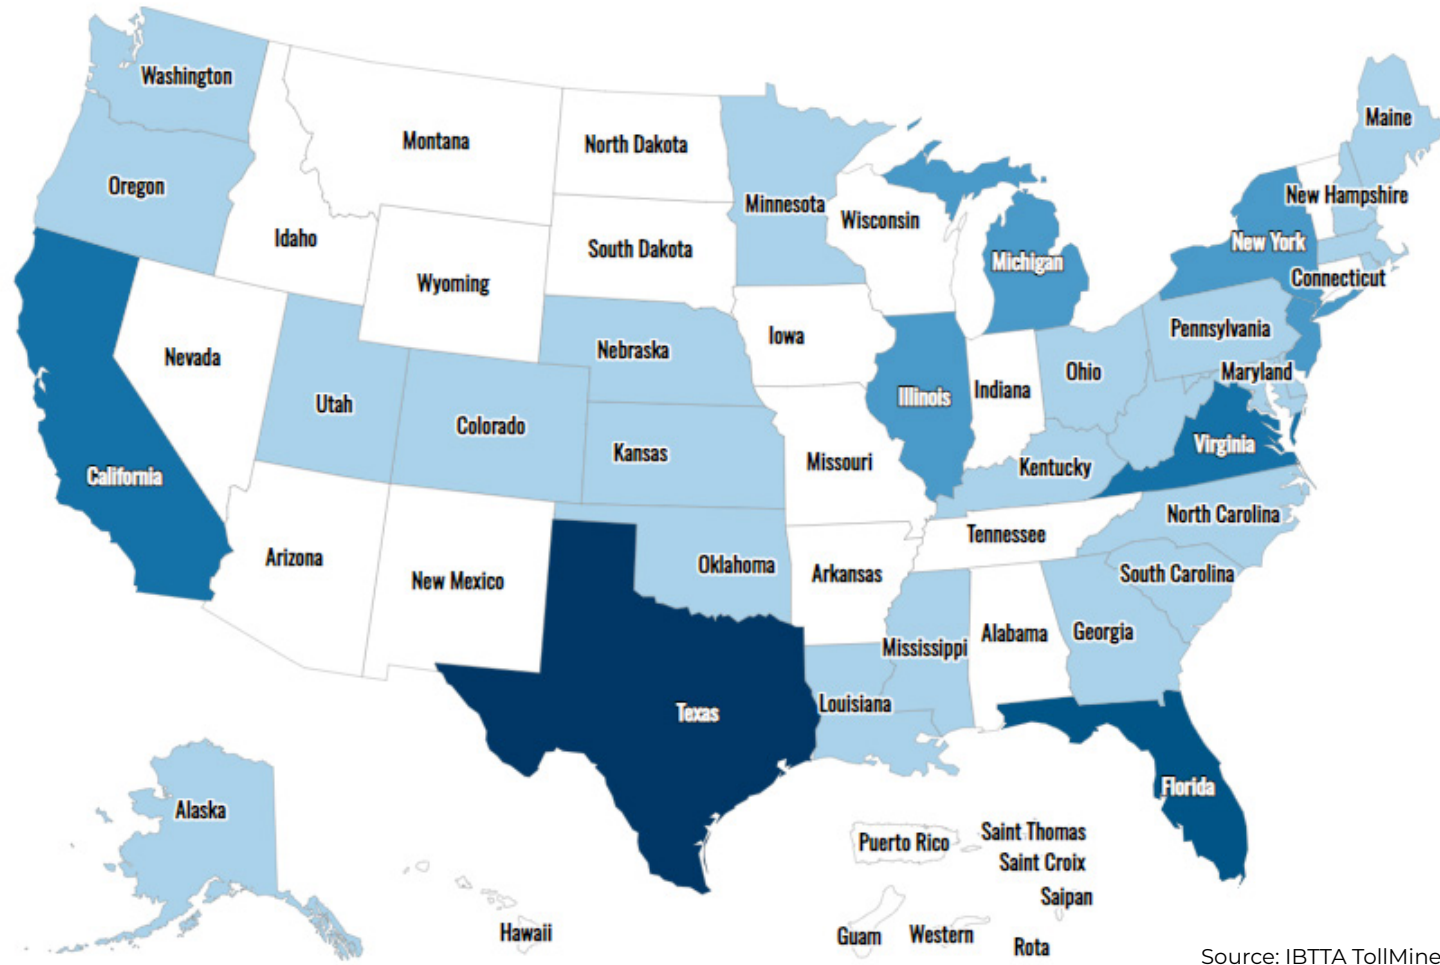 Washington
Montana
North Dakota
Minnesota
Maine
Oregon
Idaho
Wyoming
South Dakota
Wisconsin
Michigan
New York
New Hampshire
Connecticut
Nevada
Utah
Colorado
Nebraska
Iowa
Illinois
Indiana
Ohio
Pennsylvania
Maryland
California
Kansas
Missouri
Kentucky
Virginia
Arizona
New Mexico
Oklahoma
Arkansas
Tennessee
North Carolina
South Carolina
Texas
Louisiana
Mississippi
Alabama
Georgia
Florida
Alaska
Hawaii
Puerto Rico
Saint Thomas
Saint Croix
Saipan
Guam
Western
Rota
Source: IBTTA TollMine